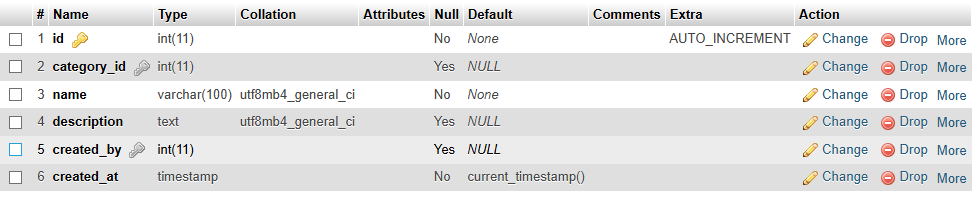 # Name Type Collation Attributes Null Default Comments Extra Action
1 id int(11) No None AUTO_INCREMENT Change Drop More
2 category_id int(11) Yes NULL Change Drop More
3 name varchar(100) utf8mb4_general_ci No None Change Drop More
4 description text utf8mb4_general_ci Yes NULL Change Drop More
5 created_by int(11) Yes NULL Change Drop More
6 created_at timestamp No current_timestamp() Change Drop More